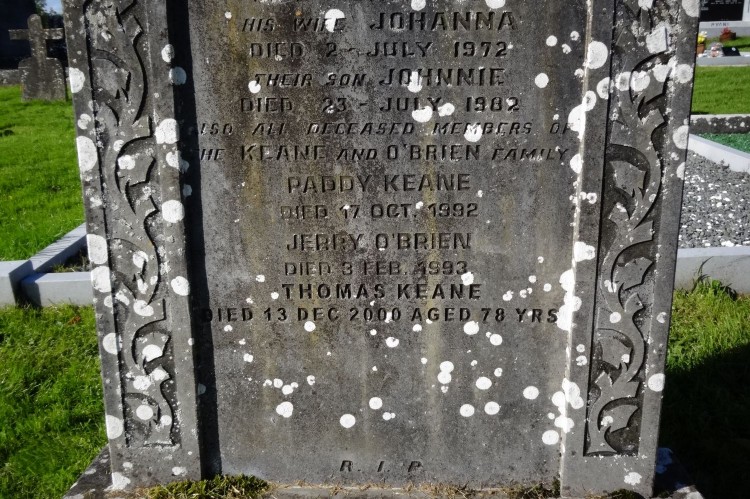 HIS WIFE JOHANNA
DIED 2 - JULY 1972
THEIR SON JOHNNIE
DIED 23 - JULY 1982
LSO ALL DECEASED MEMBERS OF
HE KEANE AND O'BRIEN FAMILY
PADDY KEANE
DIED 17 OCT. 1992
JERRY O'BRIEN
DIED 3 FEB. 1993
THOMAS KEANE
DIED 13 DEC 2000 AGED 78 YRS
R. I. P